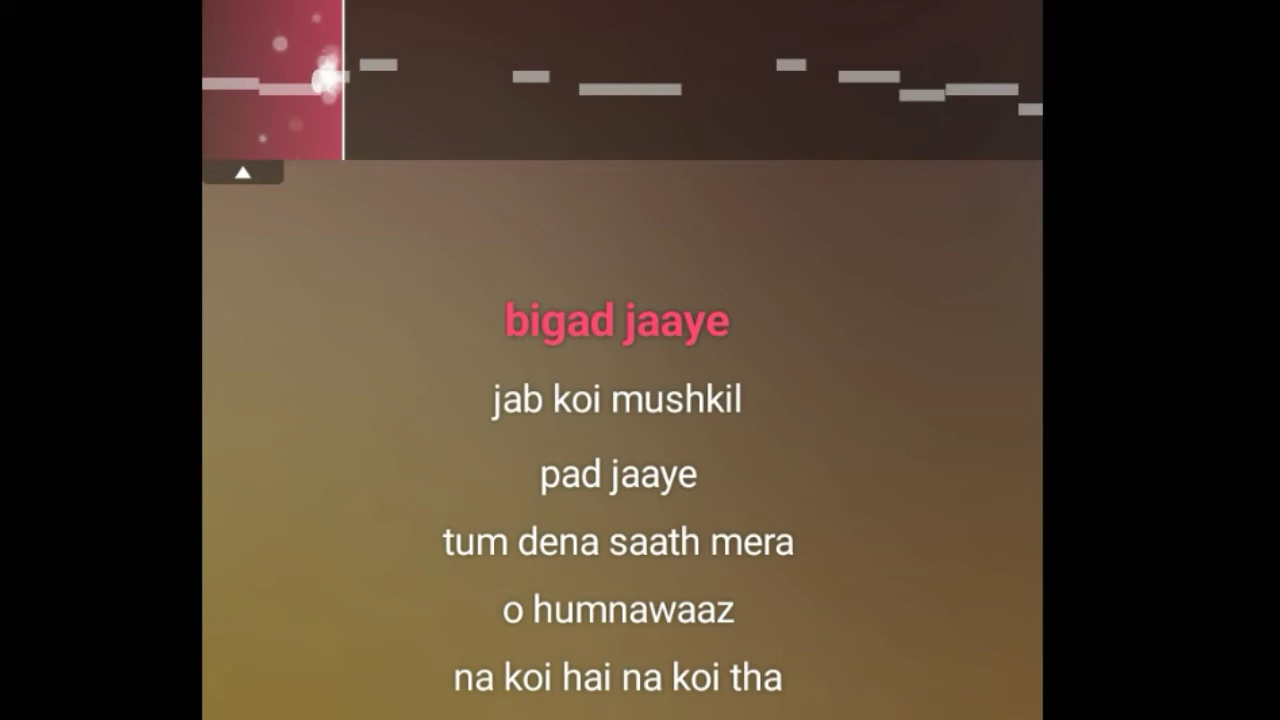 bigad jaaye
jab koi mushkil
pad jaaye
tum dena saath mera
o humnawaaz
na koi hai na koi tha